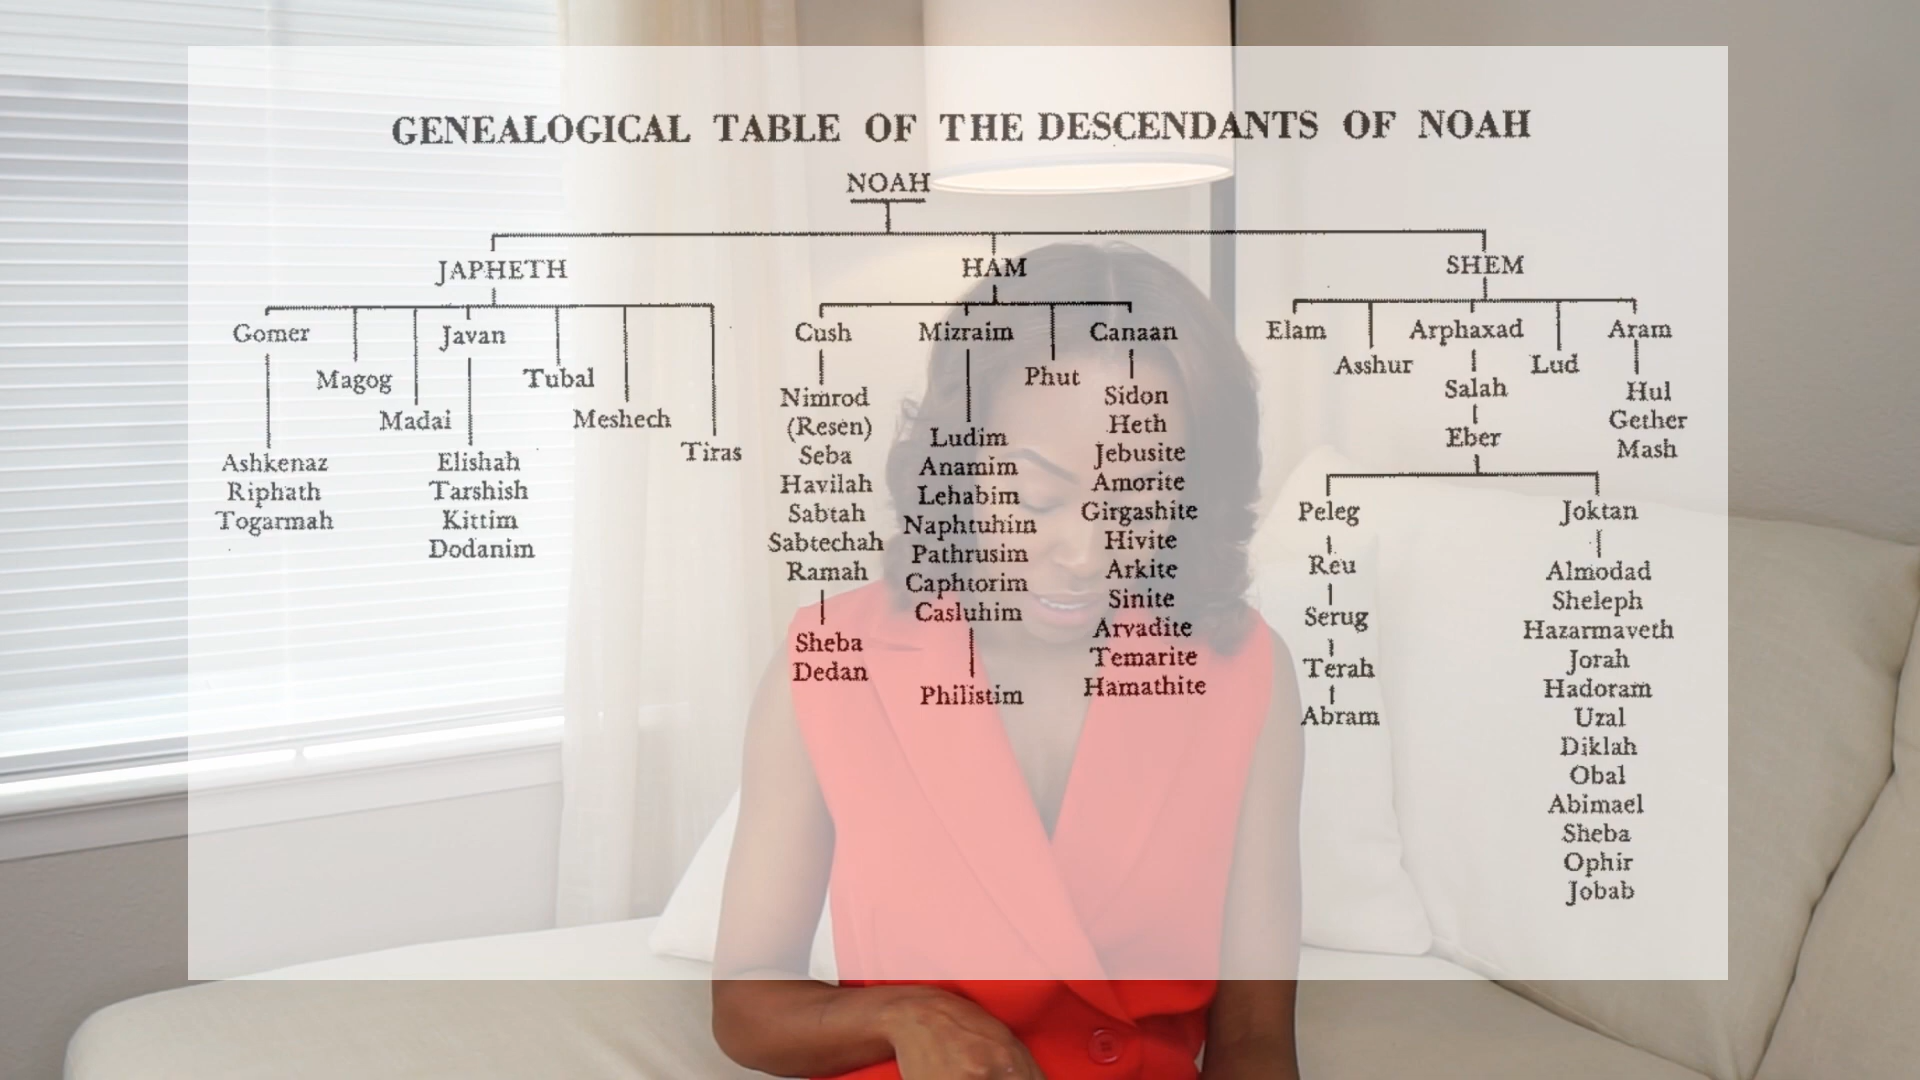 GENEALOGICAL TABLE OF THE DESCENDANTS OF NOAH
NOAH
JAPHETH
HAM
SHEM
Gomer
Magog
Madai
Javan
Tubal
Meshech
Tiras
Ashkenaz
Riphath
Togarmah
Elishah
Tarshish
Kittim
Dodanim
Cush
Mizraim
Phut
Canaan
Nimrod
(Resen)
Seba
Havilah
Sabtah
Sabtechah
Ramah
Sheba
Dedan
Ludim
Anamim
Lehabim
Naphtuhim
Pathrusim
Caphtorim
Casluhim
Philistim
Sidon
Heth
Jebusite
Amorite
Girgashite
Hivite
Arkite
Sinite
Arvadite
Temarite
Hamathite
Elam
Asshur
Arphaxad
Lud
Aram
Salah
Eber
Hul
Gether
Mash
Peleg
Reu
Serug
Terah
Abram
Joktan
Almodad
Sheleph
Hazarmaveth
Jorah
Hadoram
Uzal
Diklah
Obal
Abimael
Sheba
Ophir
Jobab